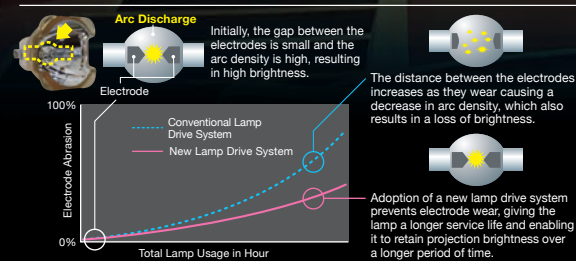 Arc Discharge
Initially, the gap between the
electrodes is small and the
arc density is high, resulting
in high brightness.
Electrode
The distance between the electrodes
increases as they wear causing a
decrease in arc density, which also
results in a loss of brightness.
100%
Conventional Lamp
Drive System
New Lamp Drive System
Electrode Abrasion
0%
Total Lamp Usage in Hour
Adoption of a new lamp drive system
prevents electrode wear, giving the
lamp a longer service life and enabling
it to retain projection brightness over
a longer period of time.